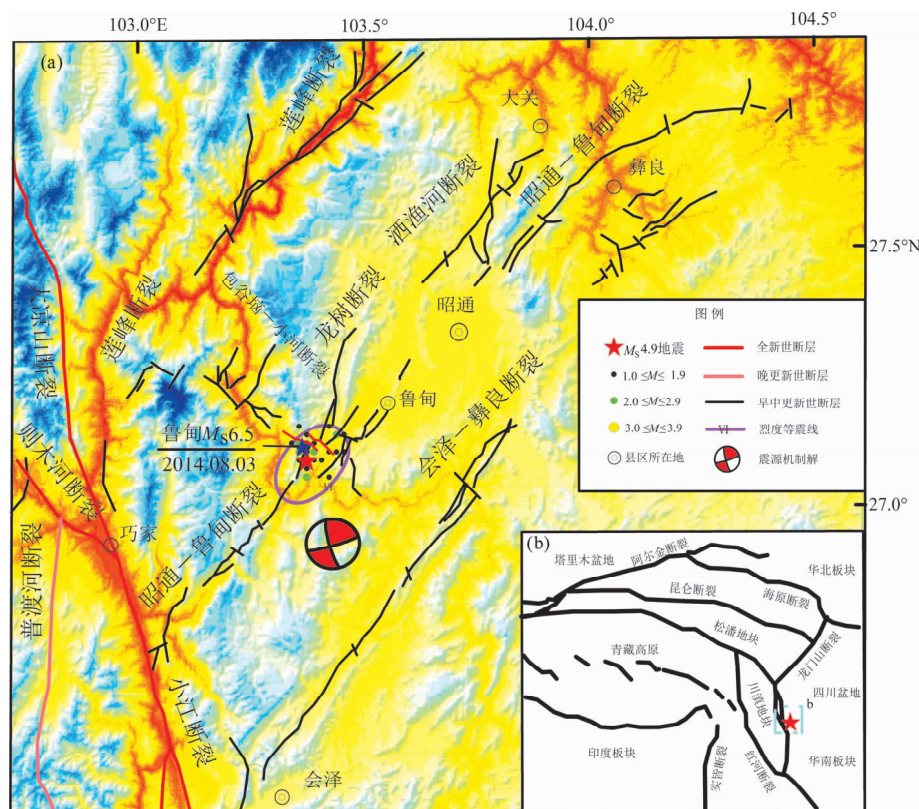 103.0°E
103.5°
104.0°
104.5°
(a)
莲峰断裂
大关
洒渔河断裂
昭通－鲁甸断裂
彝良
27.5°N
大凉山断裂
莲峰断裂
包谷垴－小河断裂
龙树断裂
昭通
鲁甸
会泽－彝良断裂
鲁甸MS6.5
2014.08.03
则木河断裂
巧家
普渡河断裂
昭通－鲁甸断裂
小江断裂
会泽
27.0°
VI
图 例
MS4.9地震
全新世断层
1.0 ≤M≤ 1.9
晚更新世断层
2.0 ≤M≤2.9
早中更新世断层
3.0 ≤M≤3.9
VI
烈度等震线
县区所在地
震源机制解
(b)
塔里木盆地
阿尔金断裂
华北板块
昆仑断裂
海原断裂
松潘地块
龙门山断裂
青藏高原
川滇地块
四川盆地
b
印度板块
实皆断裂
红河断裂
华南板块